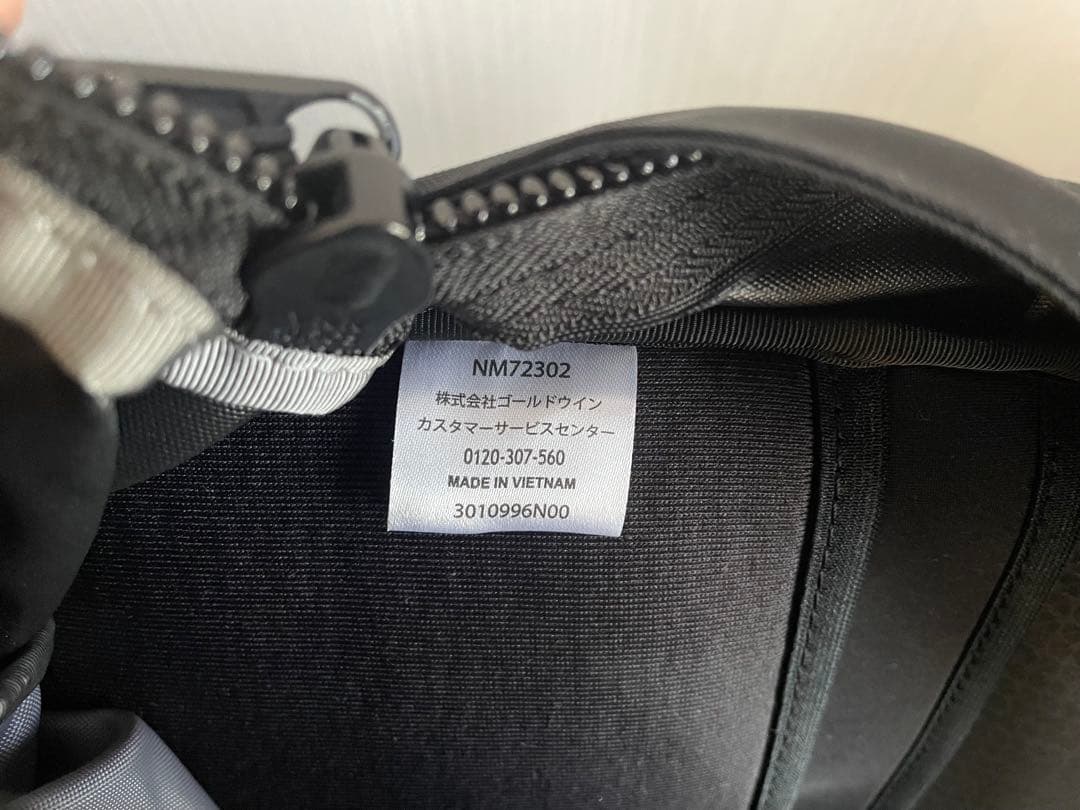 NM72302
株式会社ゴールドウイン
カスタマーサービスセンター
0120-307-560
MADE IN VIETNAM
3010996N00